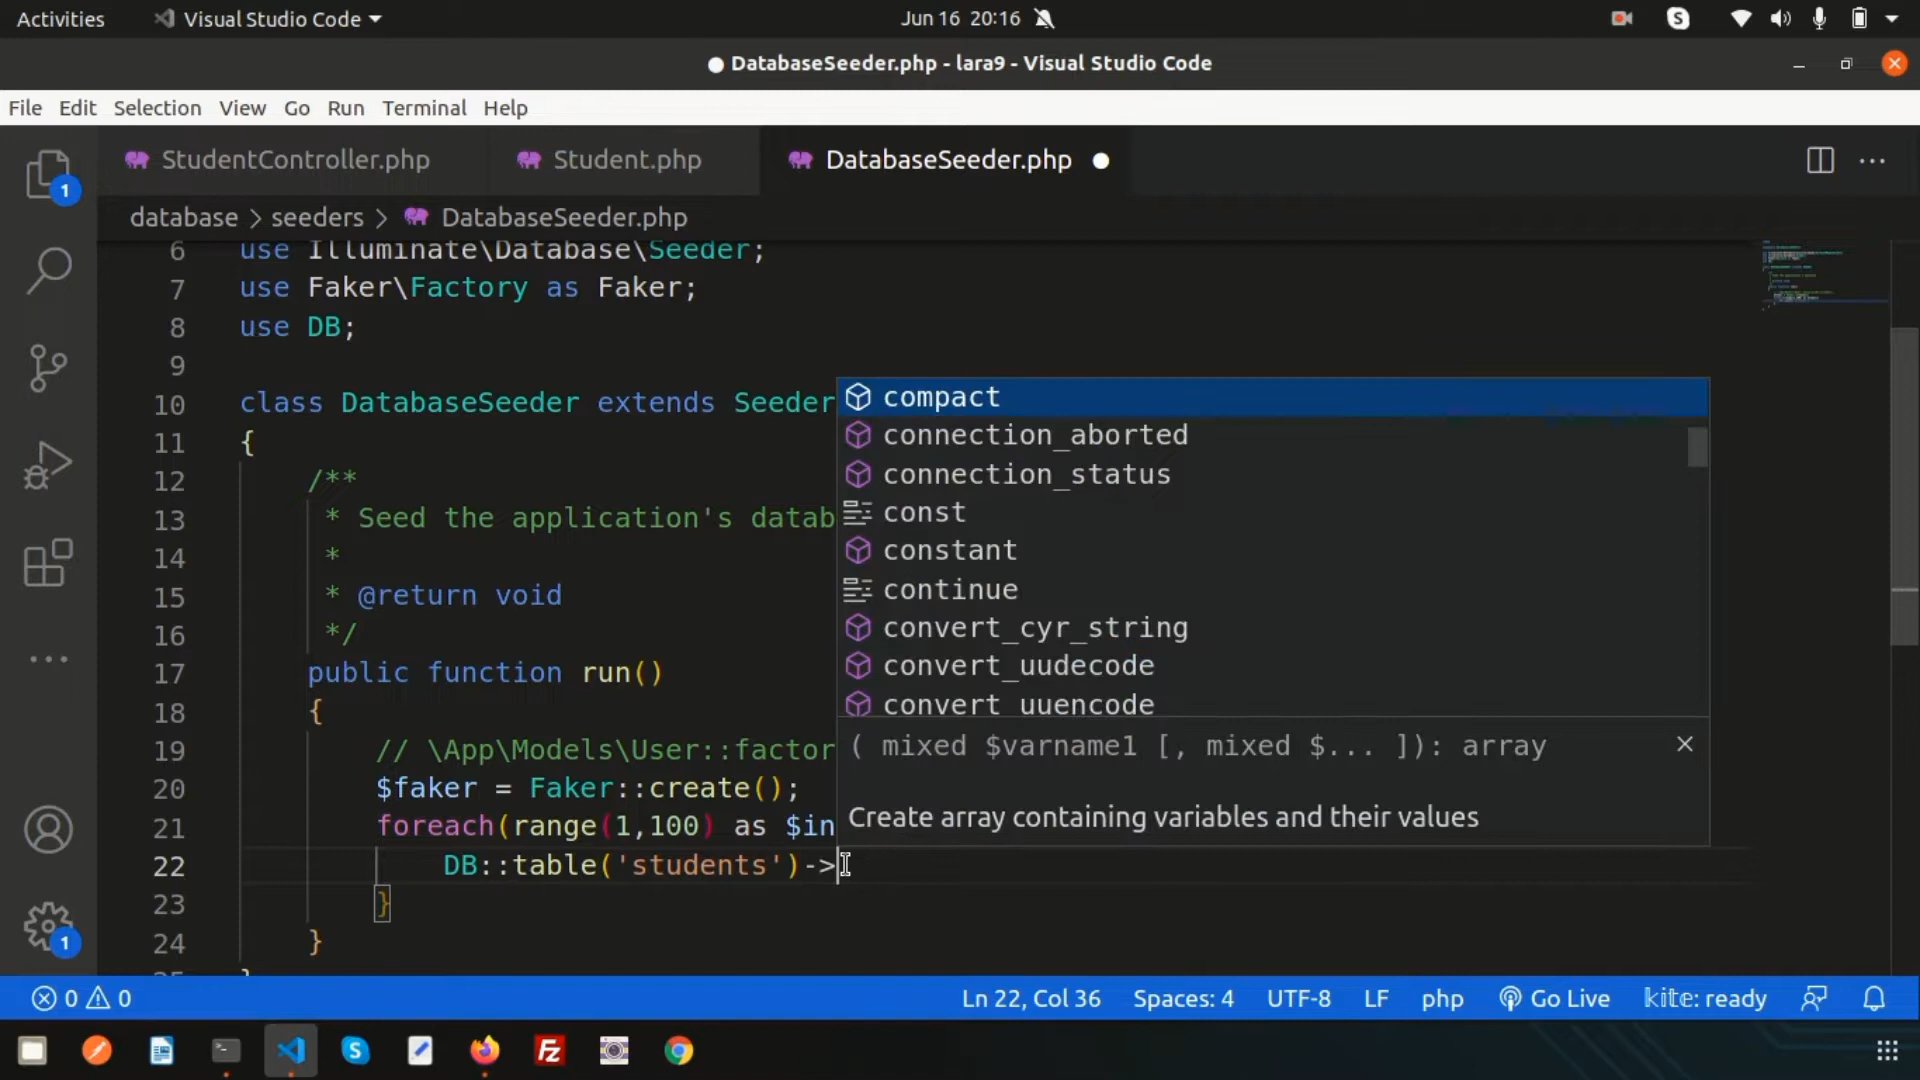 Activities Visual Studio Code Jun 16 20:16
DatabaseSeeder.php - lara9 - Visual Studio Code
File Edit Selection View Go Run Terminal Help
1 StudentController.php Student.php DatabaseSeeder.php
database > seeders > DatabaseSeeder.php
6 use Illuminate\Database\Seeder;
7 use Faker\Factory as Faker;
8 use DB;
9
10 class DatabaseSeeder extends Seeder
11 {
12 /**
13 * Seed the application's datab
14 *
15 * @return void
16 */
17 public function run()
18 {
19 // \App\Models\User::factor
20 $faker = Faker::create();
21 foreach(range(1,100) as $in
22 DB::table('students')->
23 }
24 }
compact
connection_aborted
connection_status
const
constant
continue
convert_cyr_string
convert_uudecode
convert_uuencode
( mixed $varname1 [, mixed $... ]): array
Create array containing variables and their values
1
0 0 Ln 22, Col 36 Spaces: 4 UTF-8 LF php Go Live kite: ready